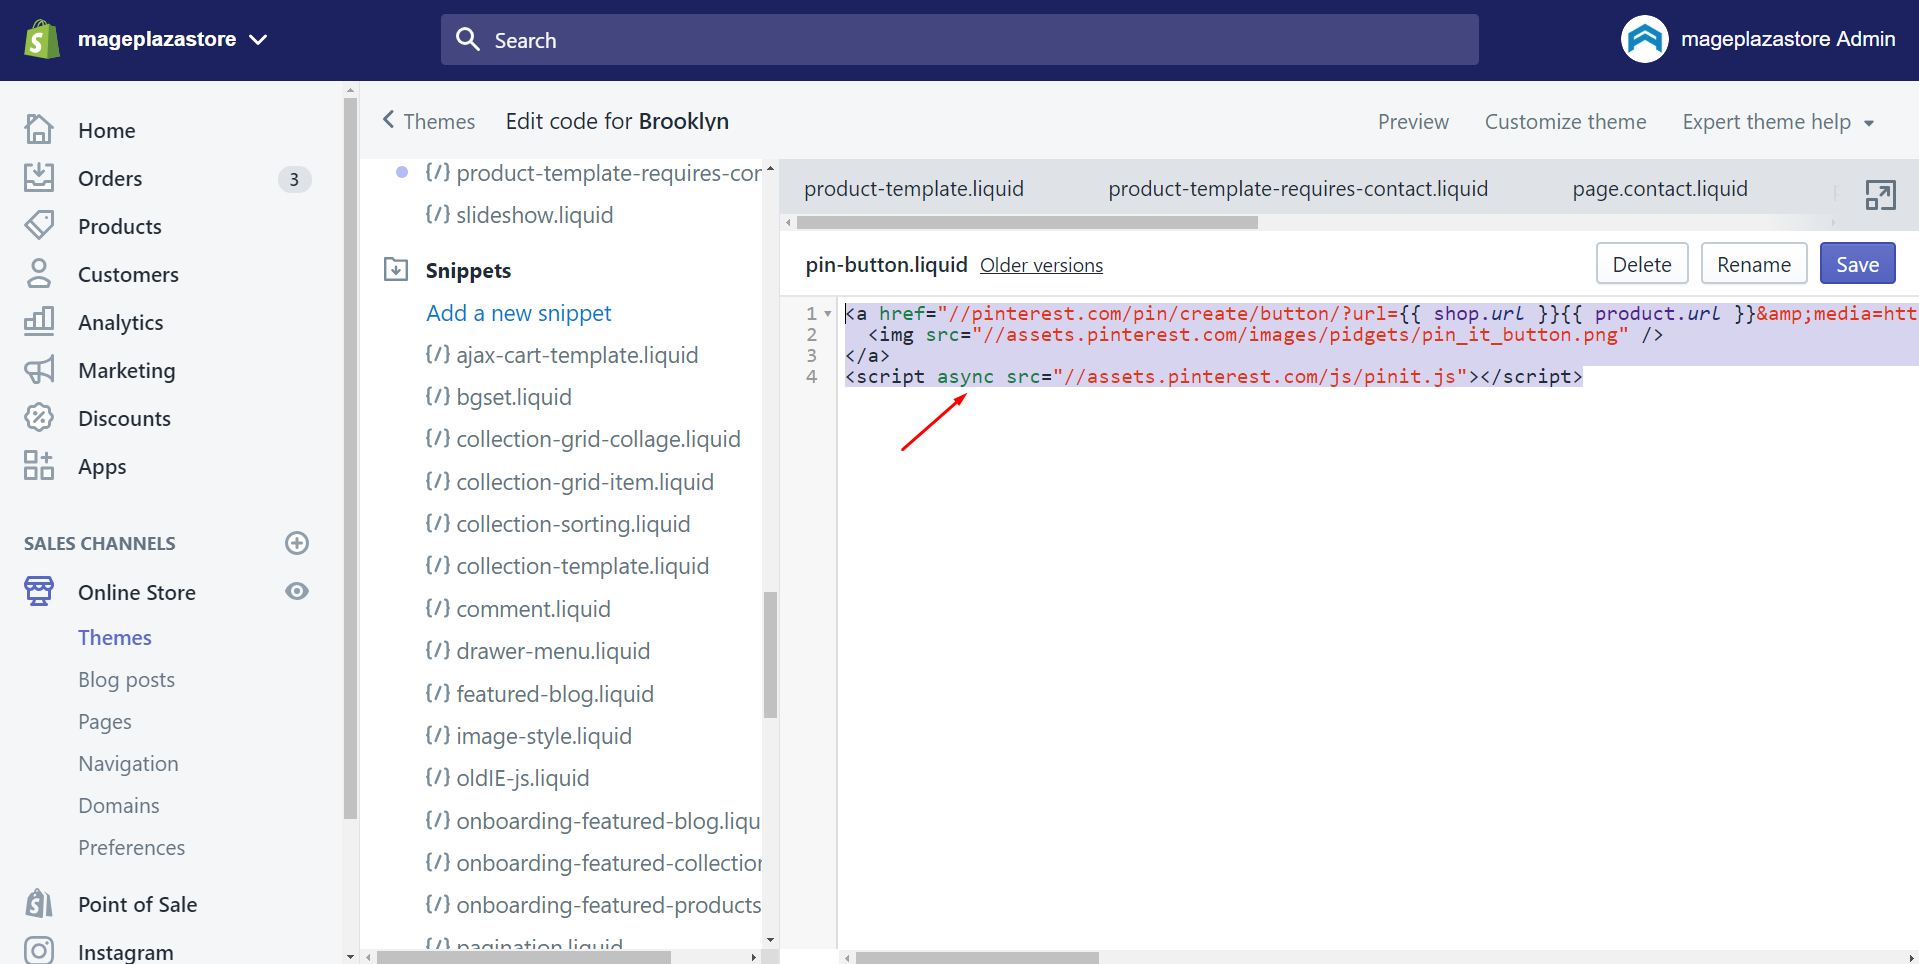 mageplazastore
Search
mageplazastore Admin
Home
Orders
3
Products
Customers
Analytics
Marketing
Discounts
Apps
SALES CHANNELS
Online Store
Themes
Blog posts
Pages
Navigation
Domains
Preferences
Point of Sale
Instagram
Themes
Edit code for Brooklyn
Preview
Customize theme
Expert theme help
{/} product-template-requires-cor
{/} slideshow.liquid
Snippets
Add a new snippet
{/} ajax-cart-template.liquid
{/} bgset.liquid
{/} collection-grid-collage.liquid
{/} collection-grid-item.liquid
{/} collection-sorting.liquid
{/} collection-template.liquid
{/} comment.liquid
{/} drawer-menu.liquid
{/} featured-blog.liquid
{/} image-style.liquid
{/} oldIE-js.liquid
{/} onboarding-featured-blog.liqu
{/} onboarding-featured-collection
{/} onboarding-featured-products
{/} pagination.liquid
product-template.liquid
product-template-requires-contact.liquid
page.contact.liquid
pin-button.liquid
Older versions
Delete
Rename
Save
1 <a href="//pinterest.com/pin/create/button/?url={{ shop.url }}{{ product.url }}&amp;media=htt
2 <img src="//assets.pinterest.com/images/pidgets/pin_it_button.png" />
3 </a>
4 <script async src="//assets.pinterest.com/js/pinit.js"></script>